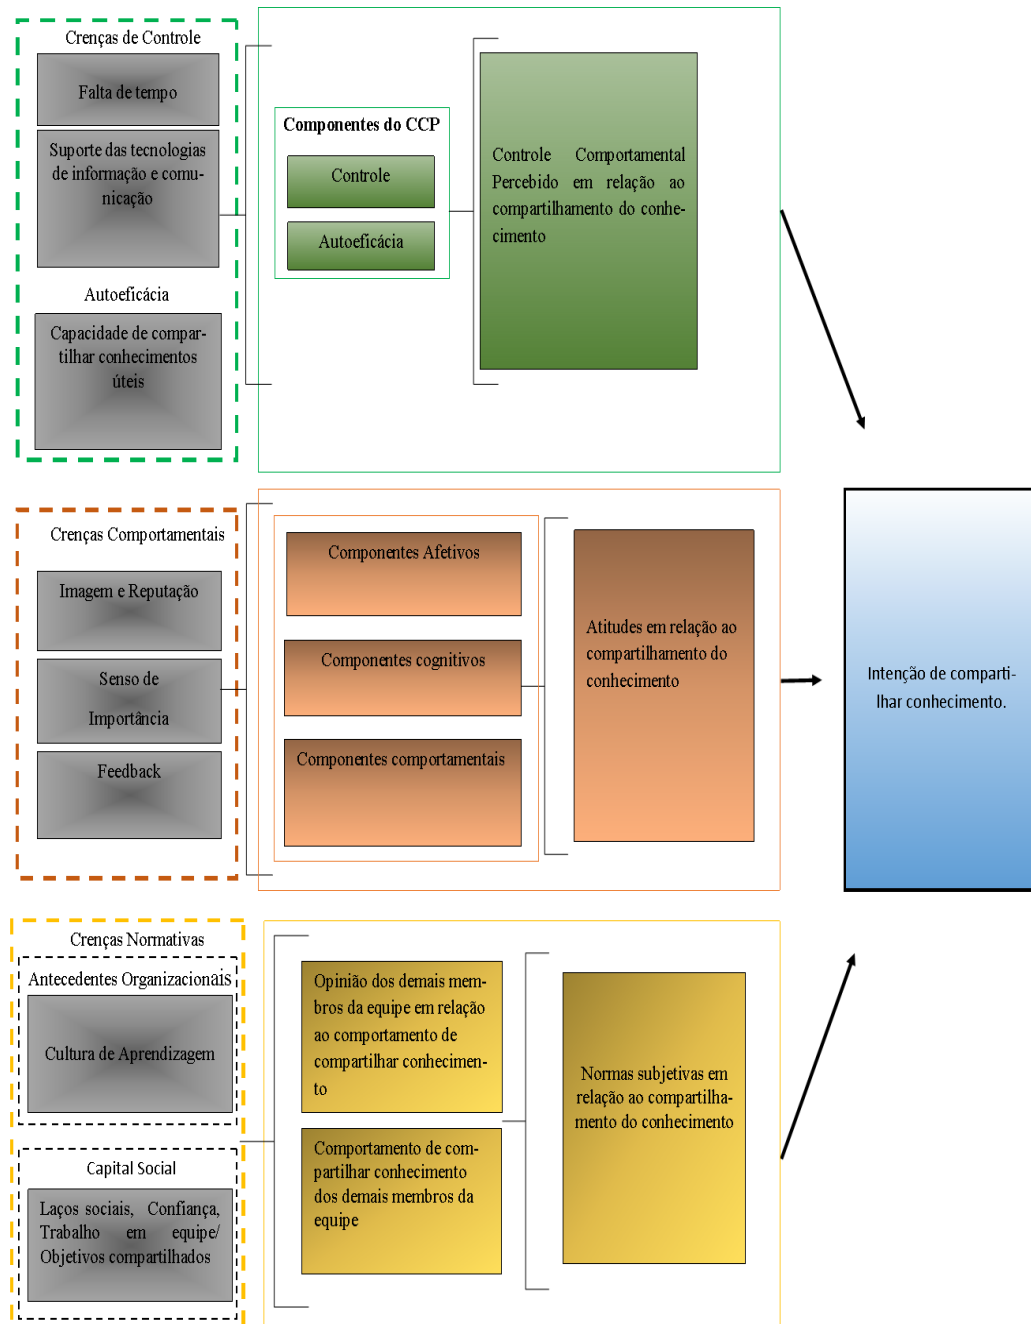 Crenças de Controle
Falta de tempo
Suporte das tecnologias
de informação e comu-
nicação
Autoeficácia
Capacidade de compar-
tilhar conhecimentos
úteis
Componentes do CCP
Controle
Autoeficácia
Controle Comportamental
Percebido em relação ao
compartilhamento do conhe-
cimento
Crenças Comportamentais
Imagem e Reputação
Senso de
Importância
Feedback
Componentes Afetivos
Componentes cognitivos
Componentes comportamentais
Atitudes em relação ao
compartilhamento do
conhecimento
Intenção de comparti-
lhar conhecimento.
Crenças Normativas
Antecedentes Organizacionais
Cultura de Aprendizagem
Capital Social
Laços sociais, Confiança,
Trabalho em equipe/
Objetivos compartilhados
Opinião dos demais mem-
bros da equipe em relação
ao comportamento de
compartilhar conhecimen-
to
Comportamento de com-
partilhar conhecimento
dos demais membros da
equipe
Normas subjetivas em
relação ao compartilha-
mento do conhecimento